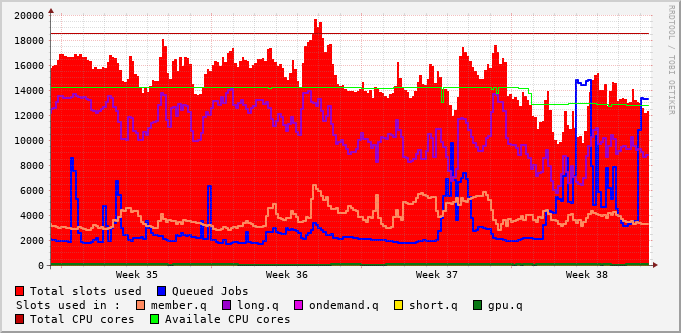 20000
18000
16000
14000
12000
10000
8000
6000
4000
2000
0
Week 35 Week 36 Week 37 Week 38
Total slots used Queued Jobs
Slots used in : member.q long.q ondemand.q short.q gpu.q
Total CPU cores Availale CPU cores
RRDTOOL / TOBI OETIKER